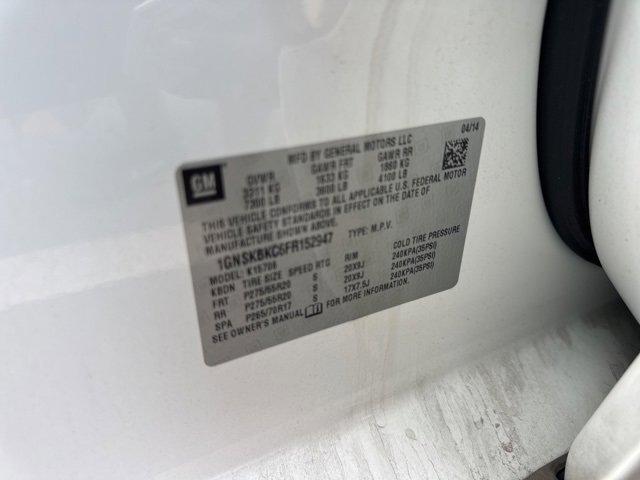 MFD BY GENERAL MOTORS LLC 04/14
GM GVWR GAWR FRT GAWR RR
3311 KG 1633 KG 1860 KG
7300 LB 3600 LB 4100 LB
THIS VEHICLE CONFORMS TO ALL APPLICABLE U.S. FEDERAL MOTOR
VEHICLE SAFETY STANDARDS IN EFFECT ON THE DATE OF
MANUFACTURE SHOWN ABOVE.
1GNSKBKC5FR152947 TYPE: M.P.V.
MODEL: K15706
KBDN TIRE SIZE SPEED RTG RIM COLD TIRE PRESSURE
FRT P275/55R20 S 20X9J 240KPA(35PSI)
RR P275/55R20 S 20X9J 240KPA(35PSI)
SPA P265/70R17 S 17X7.5J 240KPA(35PSI)
SEE OWNER'S MANUAL FOR MORE INFORMATION.